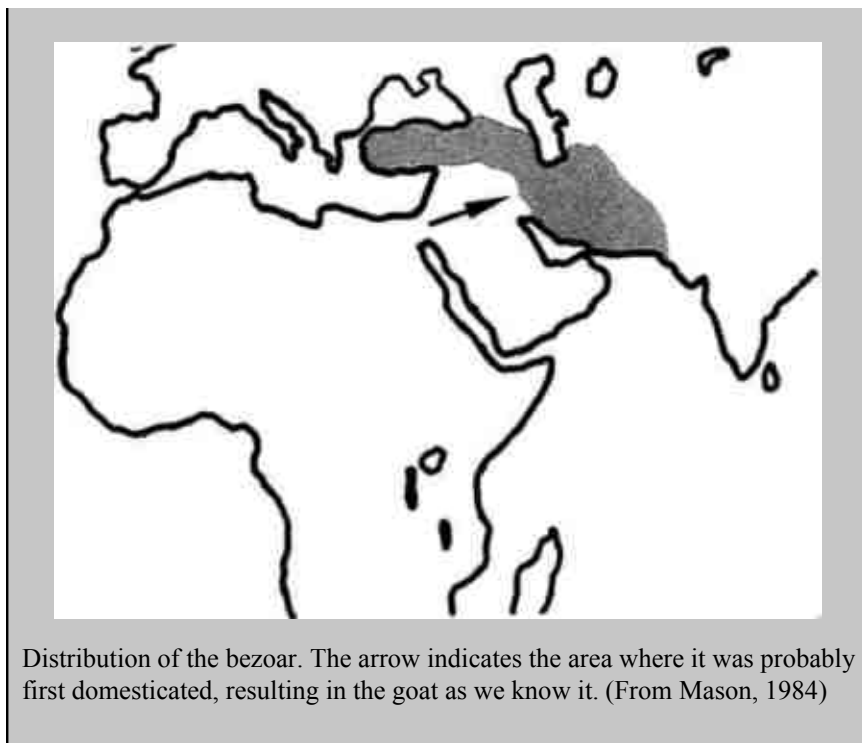 Distribution of the bezoar. The arrow indicates the area where it was probably
first domesticated, resulting in the goat as we know it. (From Mason, 1984)